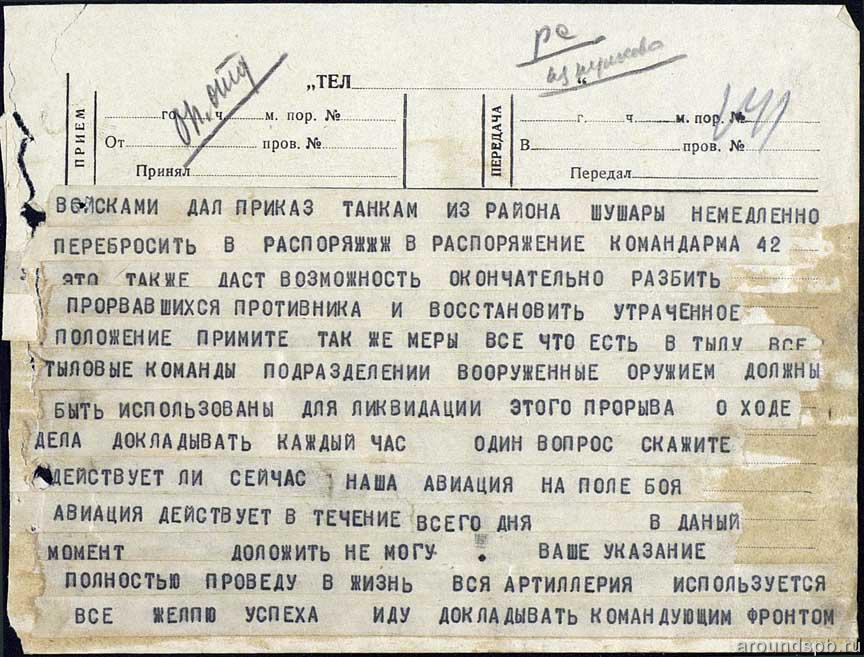 „ТЕЛ
ПРИЕМ
го ч. м. пор. №
От пров. №
Принял
ПЕРЕДАЧА
г. ч. м. пор. №
В пров. №
Передал
ВОЙСКАМИ ДАЛ ПРИКАЗ ТАНКАМ ИЗ РАЙОНА ШУШАРЫ НЕМЕДЛЕННО
ПЕРЕБРОСИТЬ В РАСПОРЯЖЖЖ В РАСПОРЯЖЕНИЕ КОМАНДАРМА 42
ЭТО ТАКЖЕ ДАСТ ВОЗМОЖНОСТЬ ОКОНЧАТЕЛЬНО РАЗБИТЬ
ПРОРВАВШИХСЯ ПРОТИВНИКА И ВОССТАНОВИТЬ УТРАЧЕННОЕ
ПОЛОЖЕНИЕ ПРИМИТЕ ТАК ЖЕ МЕРЫ ВСЕ ЧТО ЕСТЬ В ТЫЛУ ВСЕ
ТЫЛОВЫЕ КОМАНДЫ ПОДРАЗДЕЛЕНИИ ВООРУЖЕННЫЕ ОРУЖИЕМ ДОЛЖНЫ
БЫТЬ ИСПОЛЬЗОВАНЫ ДЛЯ ЛИКВИДАЦИИ ЭТОГО ПРОРЫВА О ХОДЕ
ДЕЛА ДОКЛАДЫВАТЬ КАЖДЫЙ ЧАС ОДИН ВОПРОС СКАЖИТЕ
ДЕЙСТВУЕТ ЛИ СЕЙЧАС НАША АВИАЦИЯ НА ПОЛЕ БОЯ
АВИАЦИЯ ДЕЙСТВУЕТ В ТЕЧЕНИЕ ВСЕГО ДНЯ В ДАНЫЙ
МОМЕНТ ДОЛОЖИТЬ НЕ МОГУ . ВАШЕ УКАЗАНИЕ
ПОЛНОСТЬЮ ПРОВЕДУ В ЖИЗНЬ ВСЯ АРТИЛЛЕРИЯ ИСПОЛЬЗУЕТСЯ
ВСЕ ЖЕЛПЮ УСПЕХА ИДУ ДОКЛАДЫВАТЬ КОМАНДУЮЩИМ ФРОНТОМ
aroundspb.ru